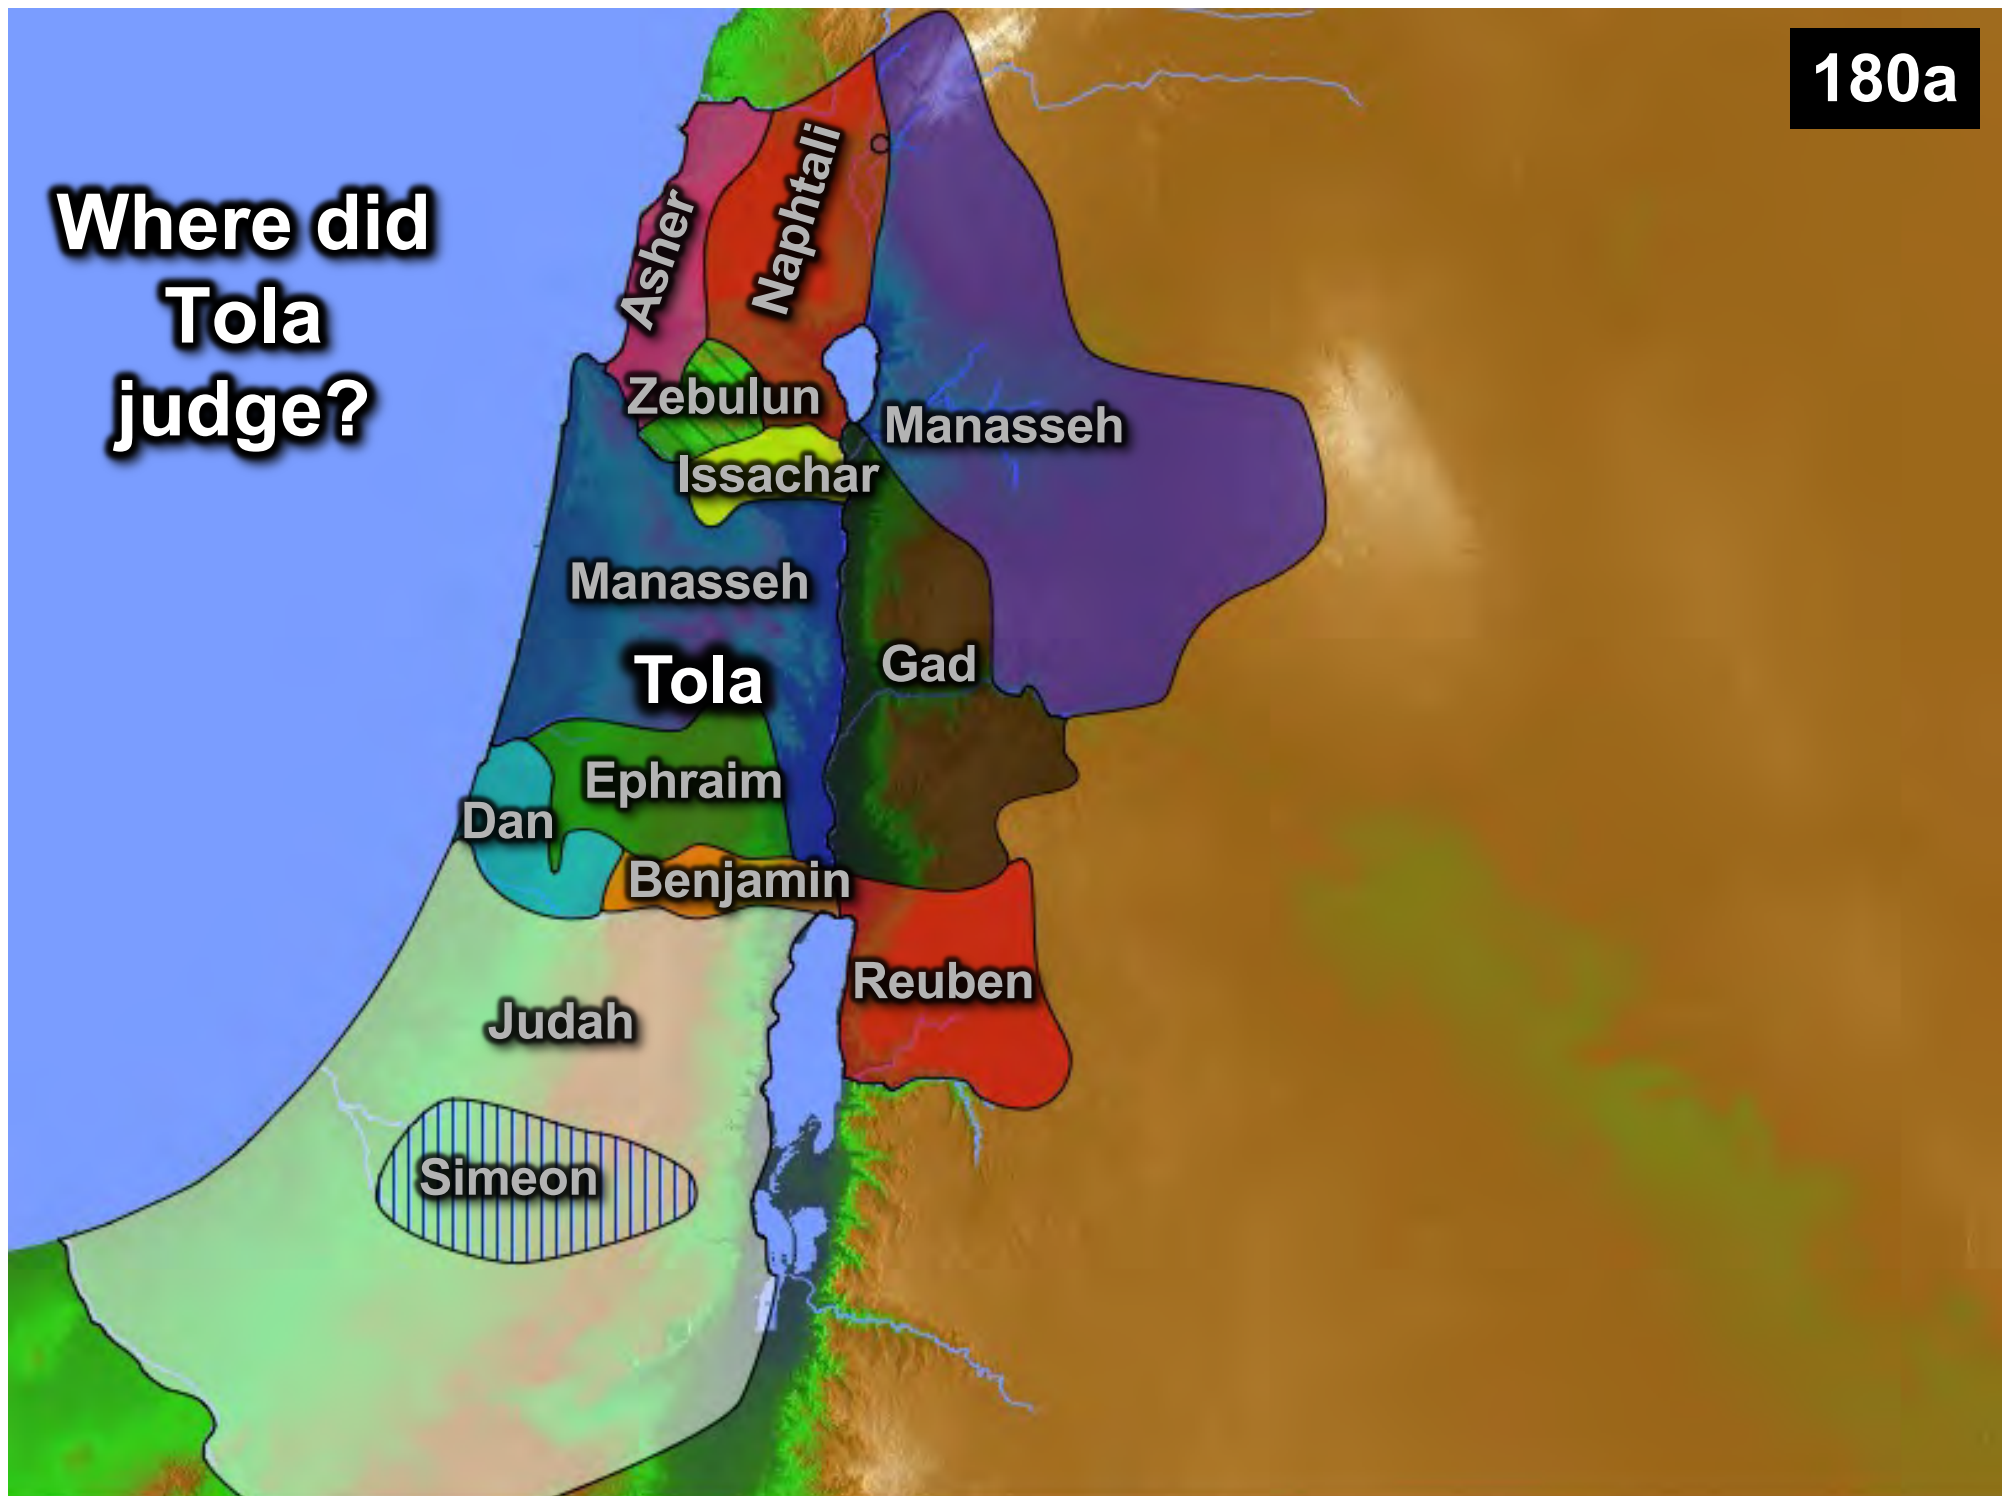 180a
Where did
Tola
judge?
Asher
Naphtali
Zebulun
Manasseh
Issachar
Manasseh
Tola
Gad
Ephraim
Dan
Benjamin
Reuben
Judah
Simeon